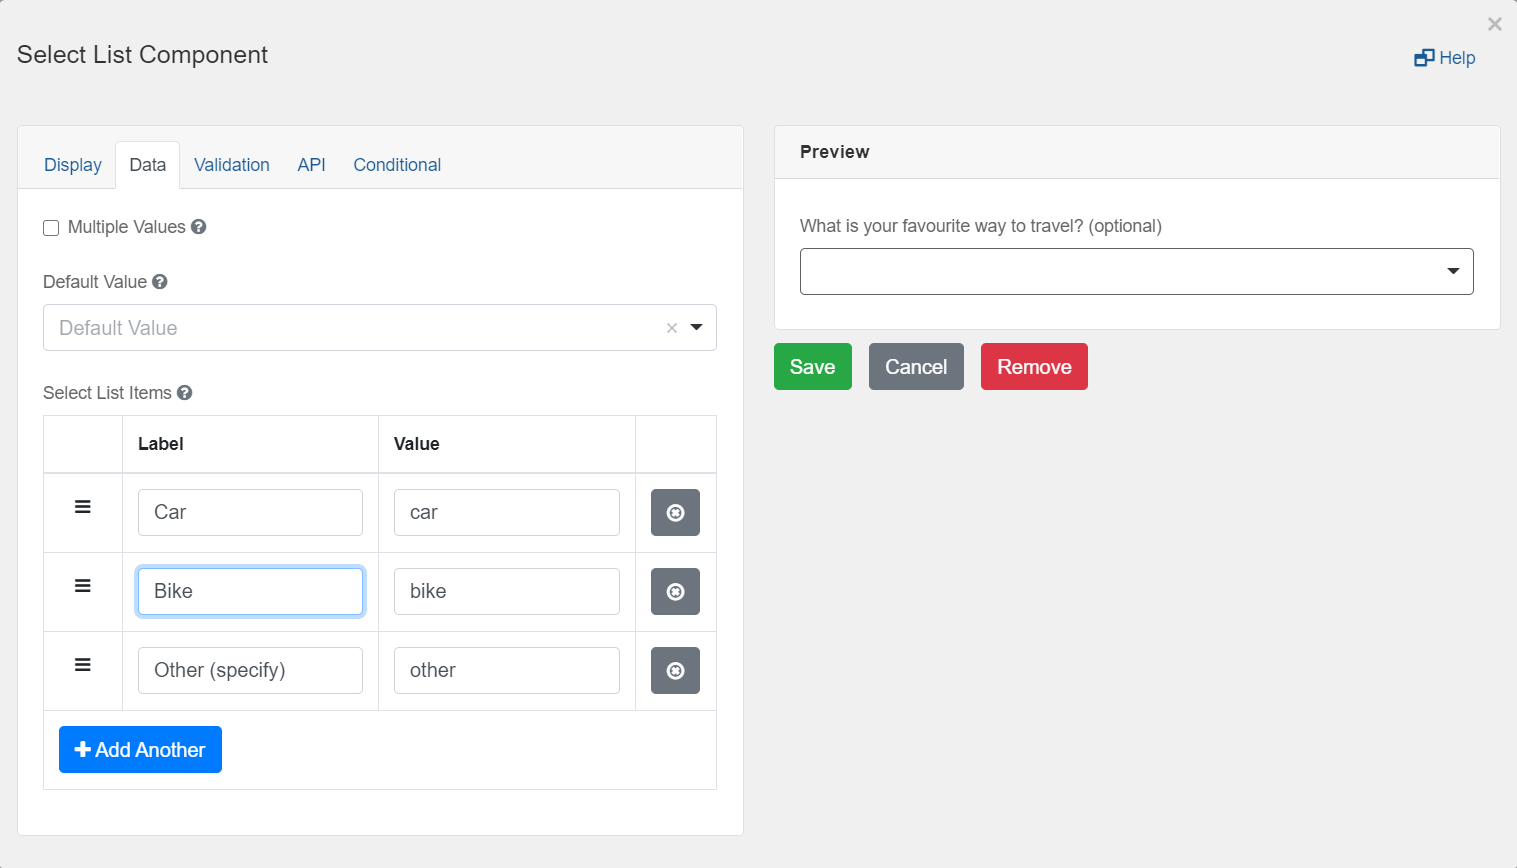 ×
Select List Component
Help
Display Data Validation API Conditional
Multiple Values
Default Value
Default Value
Select List Items
Label Value
Car car
Bike bike
Other (specify) other
Add Another
Preview
What is your favourite way to travel? (optional)
Save Cancel Remove